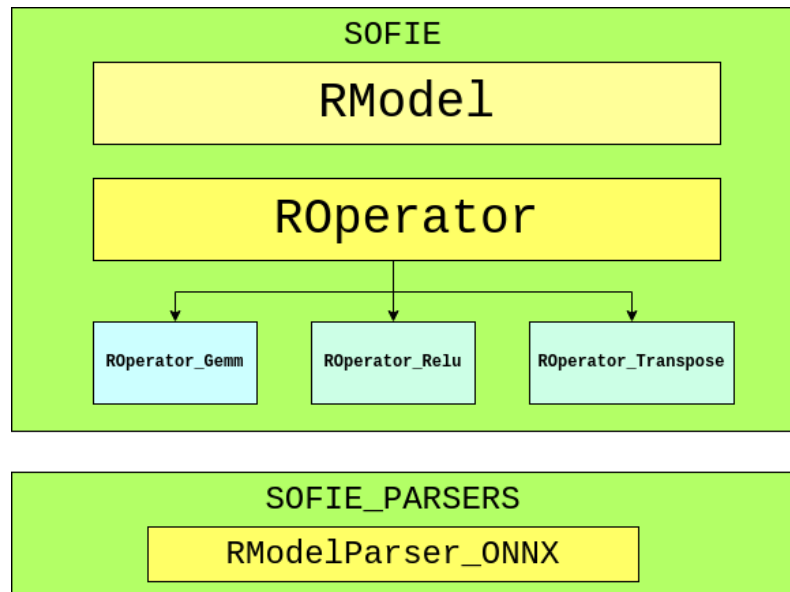 SOFIE
RModel
ROperator
ROperator_Gemm
ROperator_Relu
ROperator_Transpose
SOFIE_PARSERS
RModelParser_ONNX